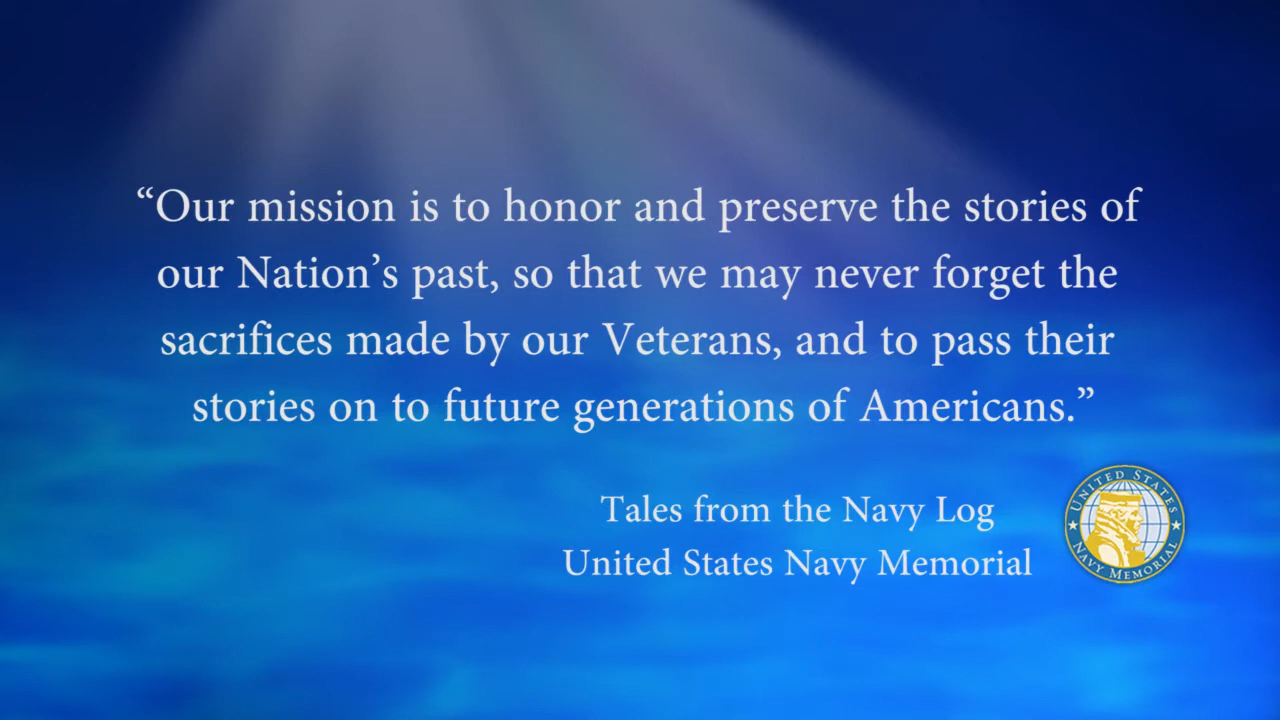 “Our mission is to honor and preserve the stories of
our Nation’s past, so that we may never forget the
sacrifices made by our Veterans, and to pass their
stories on to future generations of Americans.”
Tales from the Navy Log
United States Navy Memorial
UNITED STATES
NAVY MEMORIAL